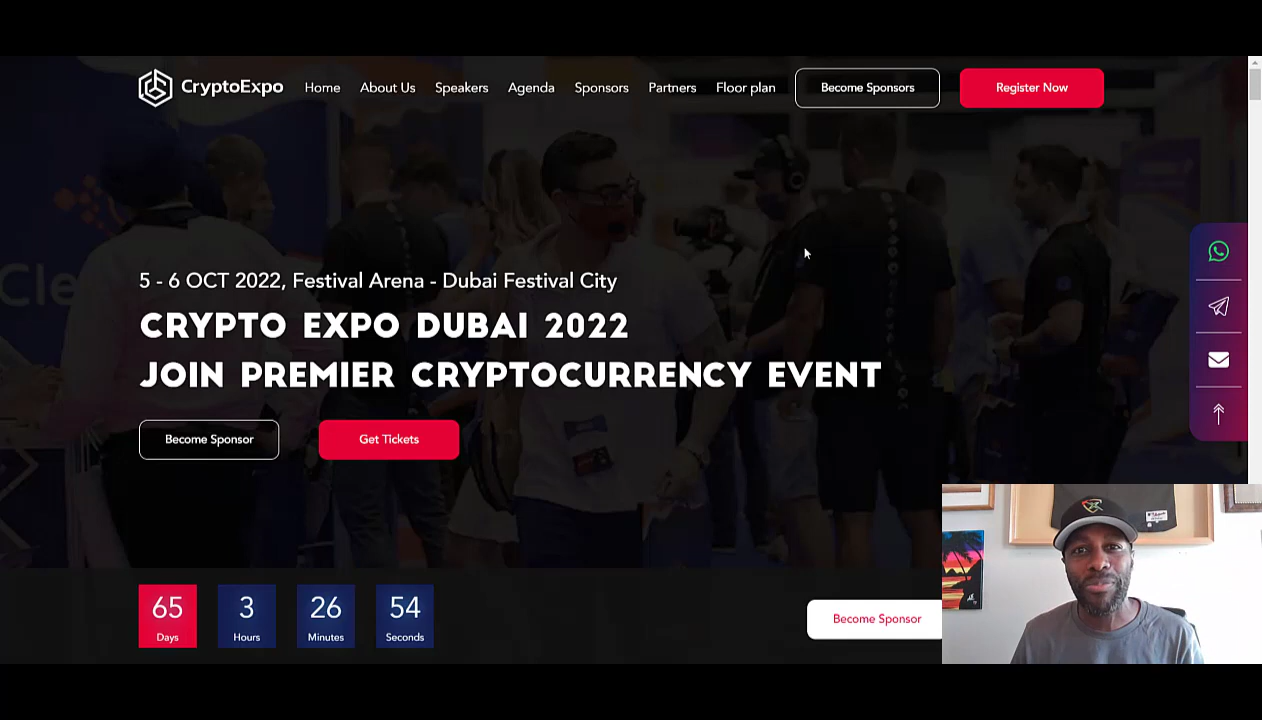 CryptoExpo
Home
About Us
Speakers
Agenda
Sponsors
Partners
Floor plan
Become Sponsors
Register Now
Cle
5 - 6 OCT 2022, Festival Arena - Dubai Festival City
CRYPTO EXPO DUBAI 2022
JOIN PREMIER CRYPTOCURRENCY EVENT
Become Sponsor
Get Tickets
65
Days
3
Hours
26
Minutes
54
Seconds
Become Sponsor